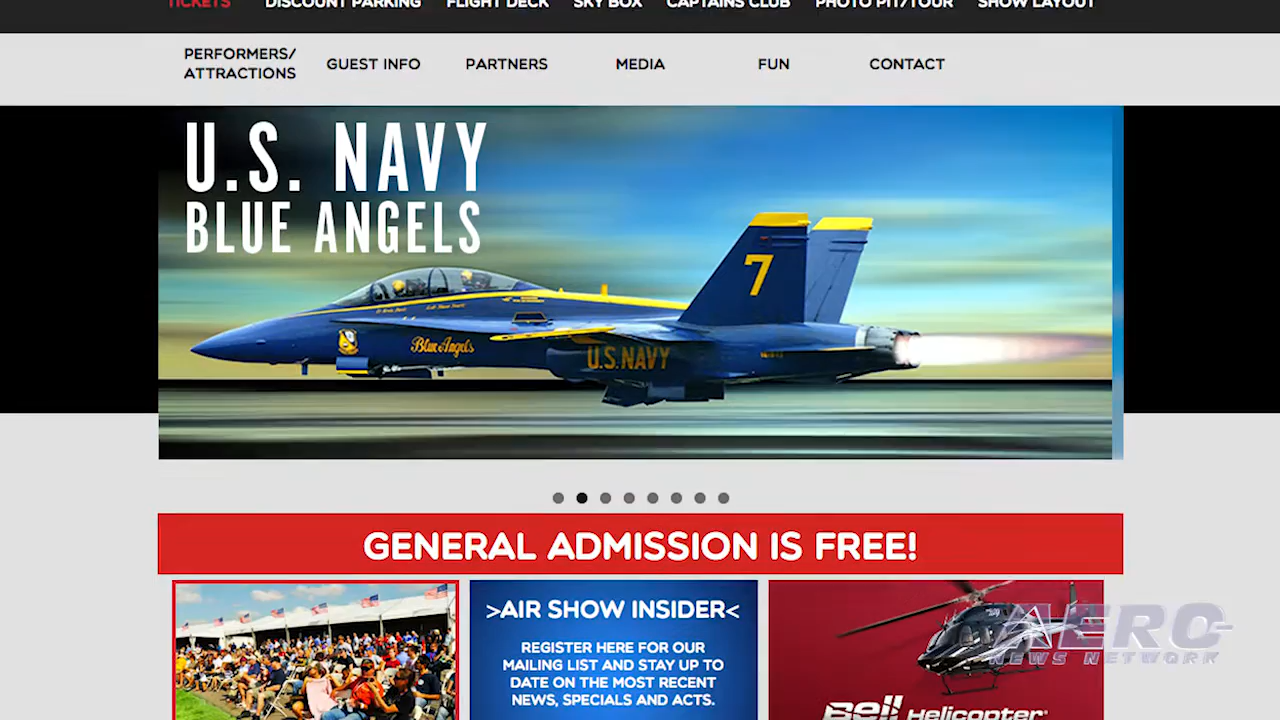 TICKETS DISCOUNT PARKING FLIGHT DECK SKY BOX CAPTAINS CLUB PHOTO PIT/TOUR SHOW LAYOUT
PERFORMERS/
ATTRACTIONS
GUEST INFO PARTNERS MEDIA FUN CONTACT
U.S. NAVY
BLUE ANGELS
7
Blue Angels
U.S. NAVY
GENERAL ADMISSION IS FREE!
>AIR SHOW INSIDER<
REGISTER HERE FOR OUR
MAILING LIST AND STAY UP TO
DATE ON THE MOST RECENT
NEWS, SPECIALS AND ACTS.
AERO
NEWS NETWORK
Bell Helicopter